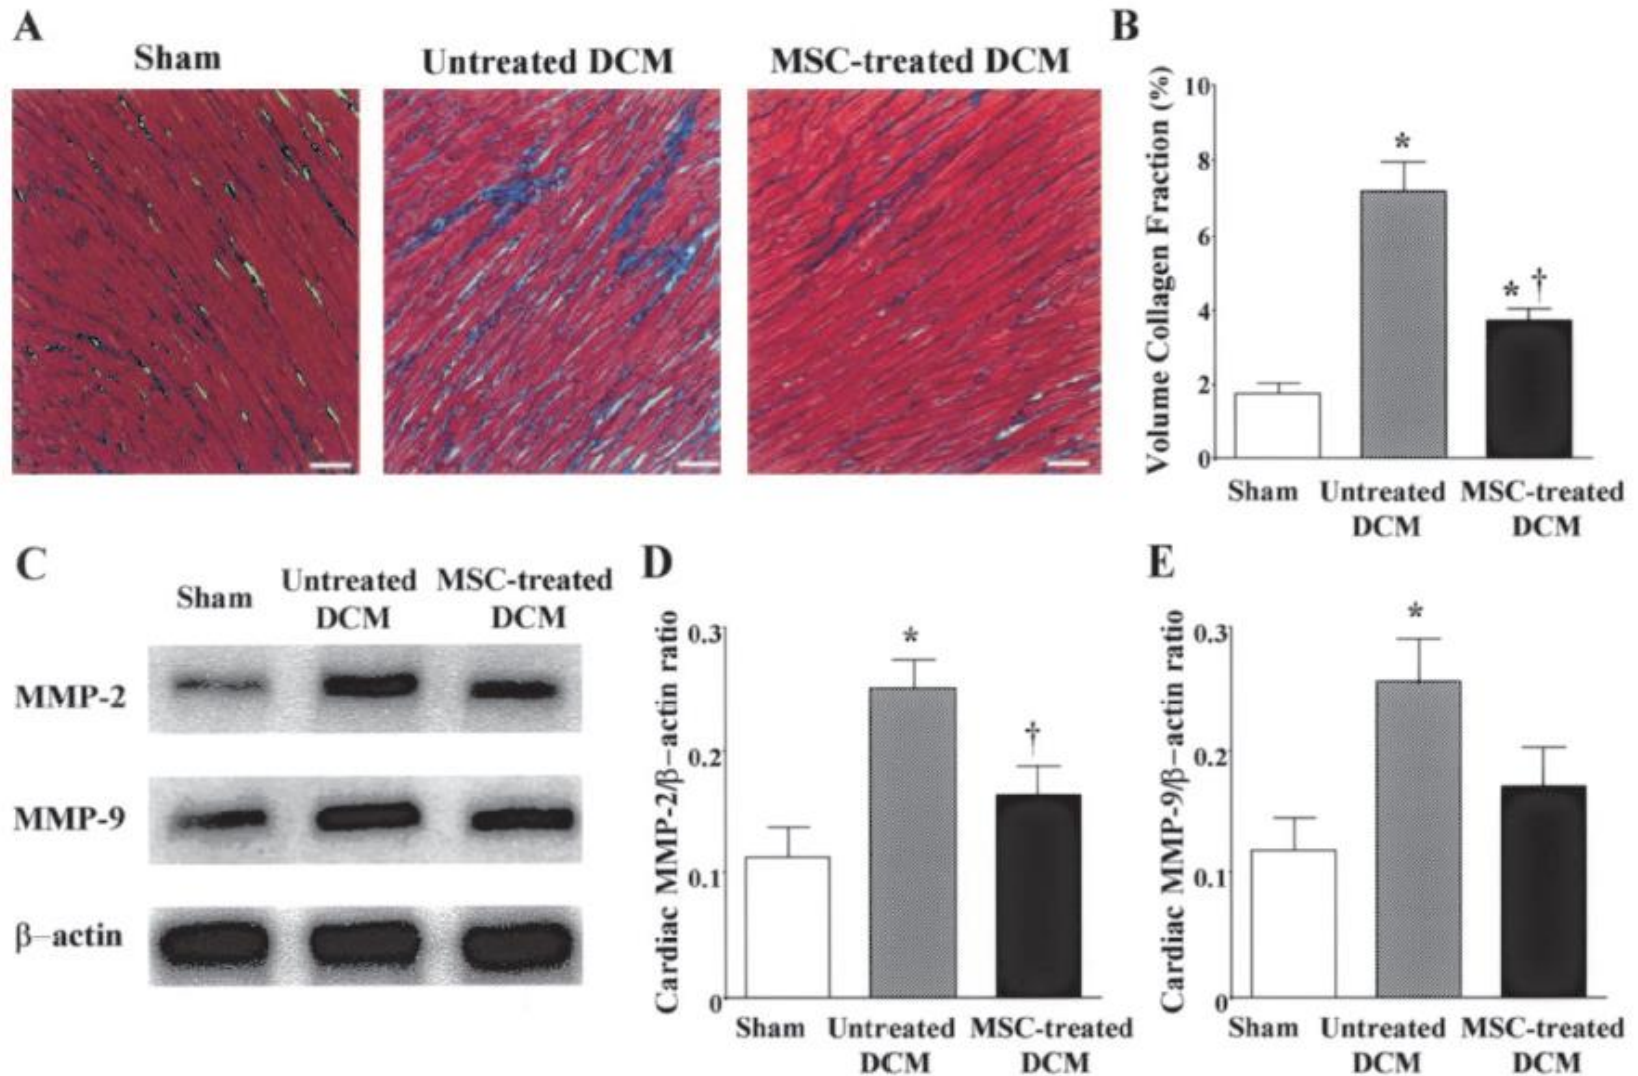 A
Sham
Untreated DCM
MSC-treated DCM
B
Volume Collagen Fraction (%)
10
8
6
4
2
0
*
* †
Sham
Untreated
DCM
MSC-treated
DCM
C
Sham
Untreated
DCM
MSC-treated
DCM
MMP-2
MMP-9
β–actin
D
Cardiac MMP-2/β–actin ratio
0.3
0.2
0.1
0
*
†
Sham
Untreated
DCM
MSC-treated
DCM
E
Cardiac MMP-9/β–actin ratio
0.3
0.2
0.1
0
*
Sham
Untreated
DCM
MSC-treated
DCM